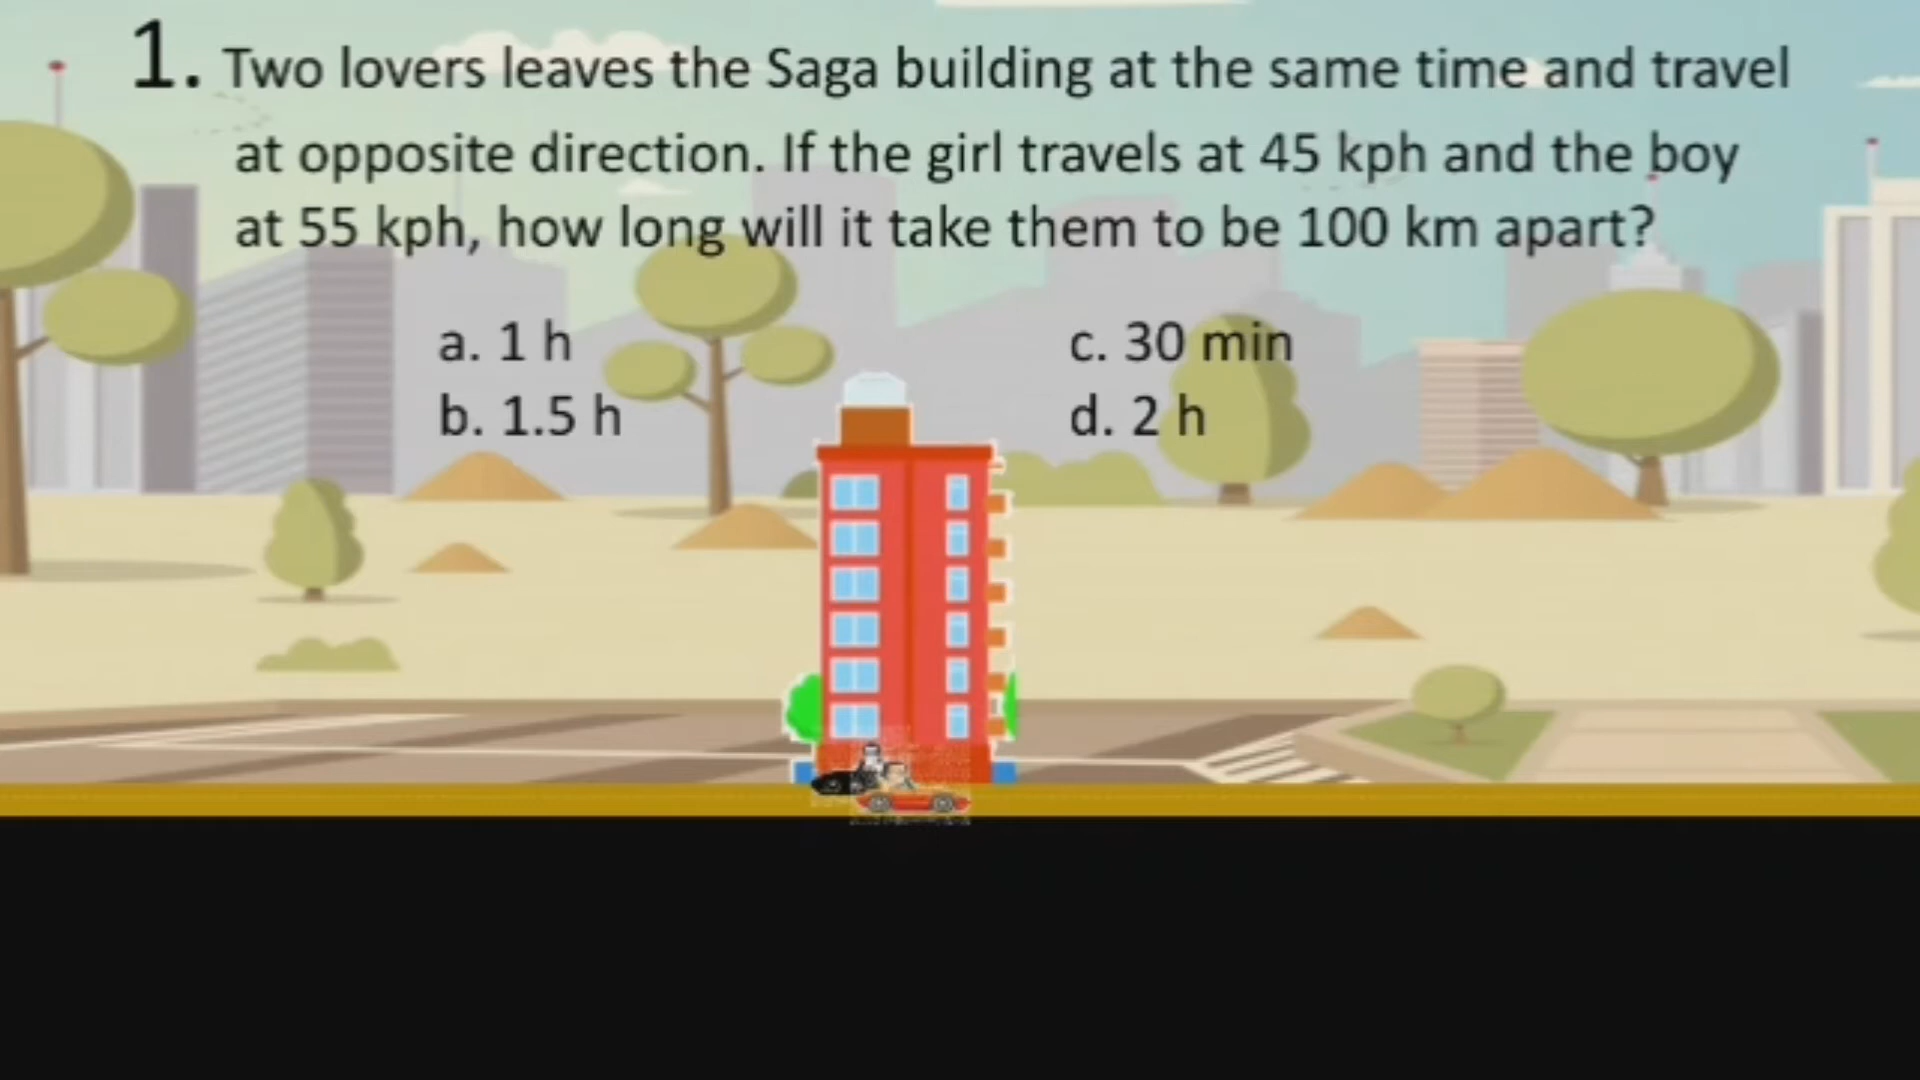 1. Two lovers leaves the Saga building at the same time and travel
at opposite direction. If the girl travels at 45 kph and the boy
at 55 kph, how long will it take them to be 100 km apart?
a. 1 h
c. 30 min
b. 1.5 h
d. 2 h